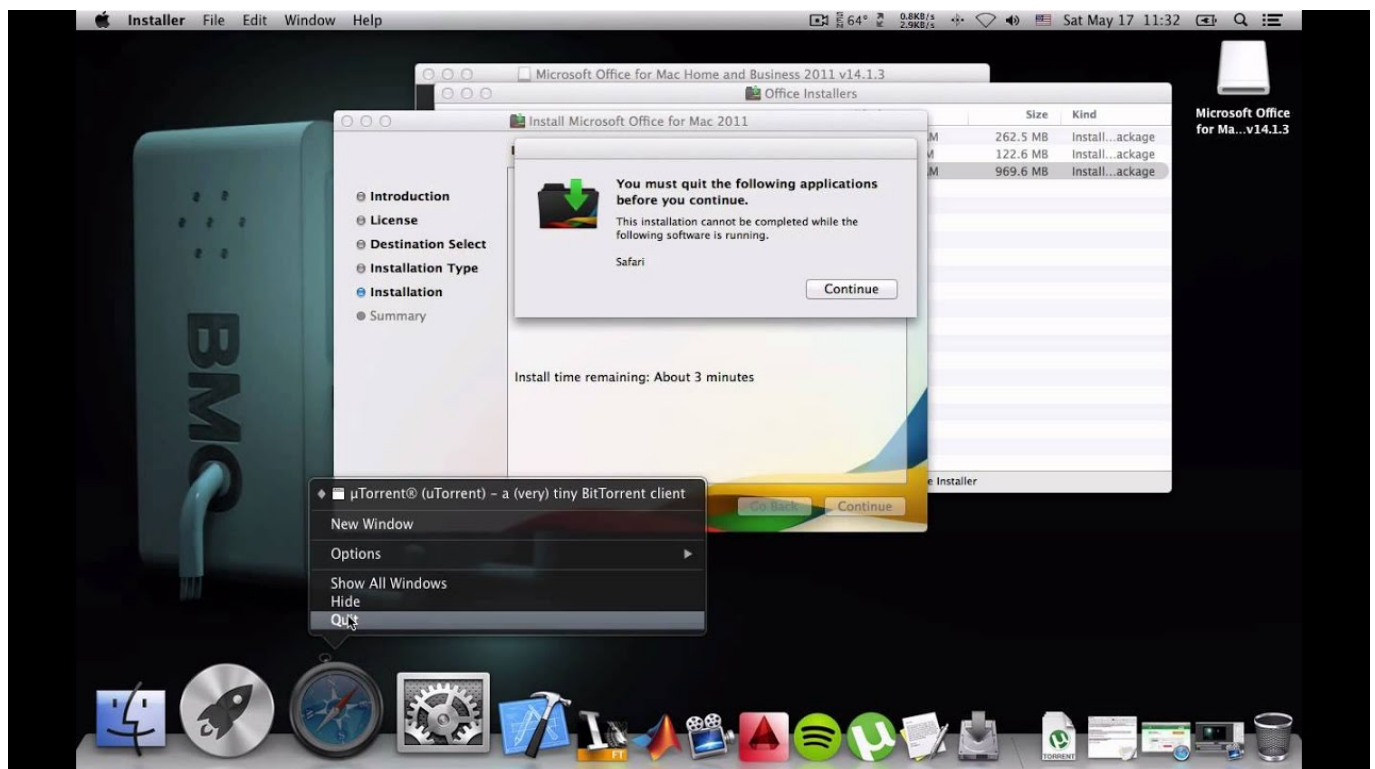 Installer File Edit Window Help 64° 0.8KB/s 2.9KB/s Sat May 17 11:32
Microsoft Office for Mac Home and Business 2011 v14.1.3
Office Installers
Install Microsoft Office for Mac 2011
Size Kind
262.5 MB Install...ackage
122.6 MB Install...ackage
969.6 MB Install...ackage
Microsoft Office
for Ma...v14.1.3
You must quit the following applications
before you continue.
This installation cannot be completed while the
following software is running.
Safari
Continue
Introduction
License
Destination Select
Installation Type
Installation
Summary
Install time remaining: About 3 minutes
Go Back Continue
e Installer
BMO
µTorrent® (uTorrent) – a (very) tiny BitTorrent client
New Window
Options
Show All Windows
Hide
Quit
FT
TORRENT